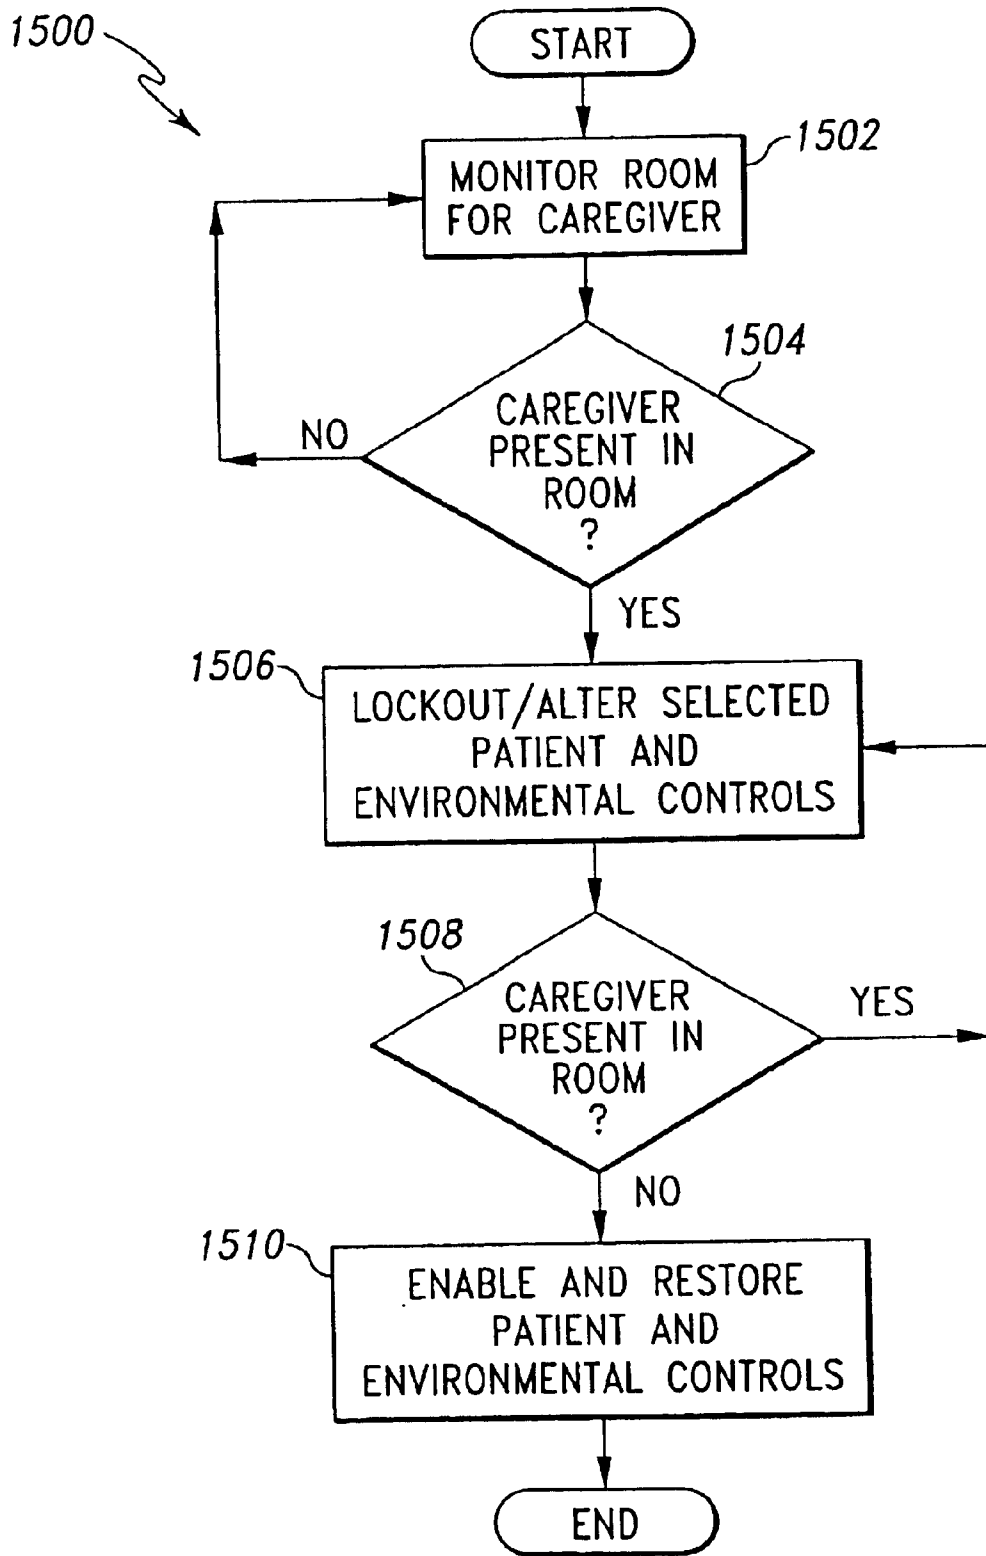 1500
START
1502
MONITOR ROOM
FOR CAREGIVER
1504
CAREGIVER
PRESENT IN
ROOM
?
NO
YES
1506
LOCKOUT/ALTER SELECTED
PATIENT AND
ENVIRONMENTAL CONTROLS
1508
CAREGIVER
PRESENT IN
ROOM
?
YES
NO
1510
ENABLE AND RESTORE
PATIENT AND
ENVIRONMENTAL CONTROLS
END